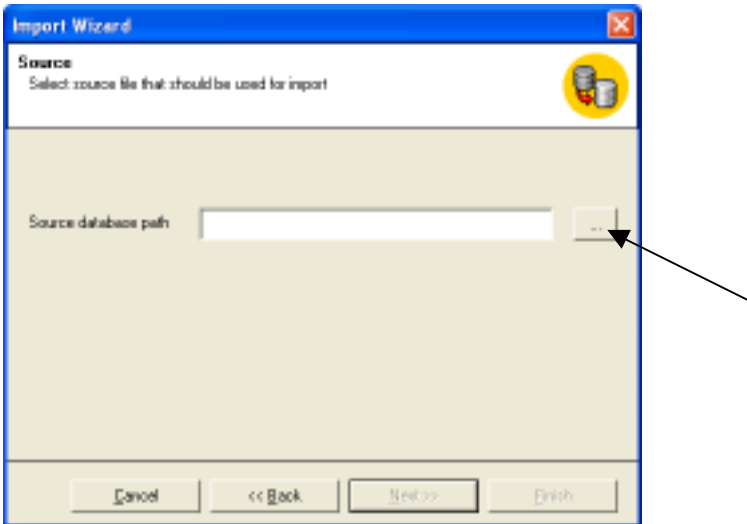 Import Wizard
Source
Select source file that should be used for import
Source database path
...
Cancel
<< Back
Next >>
Finish